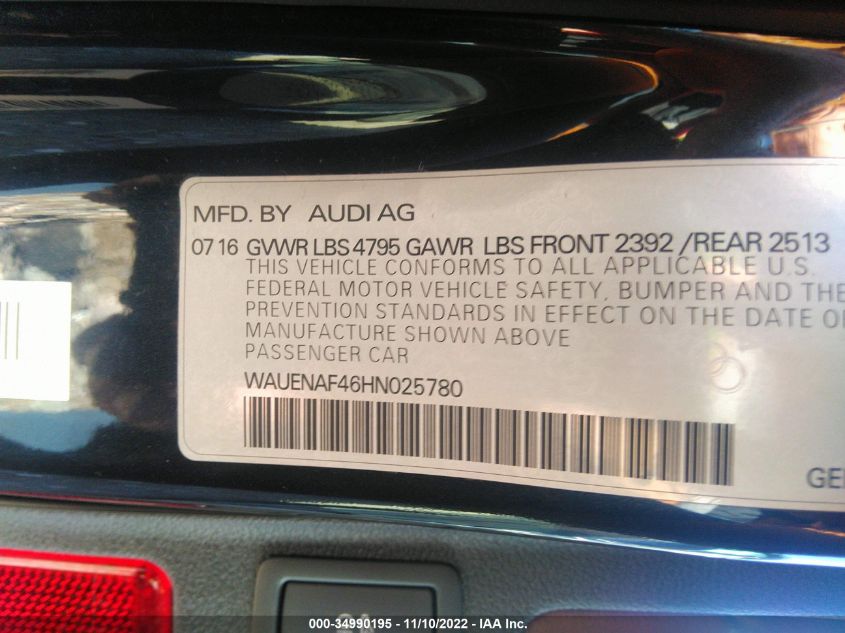 MFD. BY AUDI AG
07 16 GVWR LBS 4795 GAWR LBS FRONT 2392 /REAR 2513
THIS VEHICLE CONFORMS TO ALL APPLICABLE U.S.
FEDERAL MOTOR VEHICLE SAFETY, BUMPER AND THE
PREVENTION STANDARDS IN EFFECT ON THE DATE O
MANUFACTURE SHOWN ABOVE
PASSENGER CAR
WAUENAF46HN025780
GE
000-34990195 - 11/10/2022 - IAA Inc.